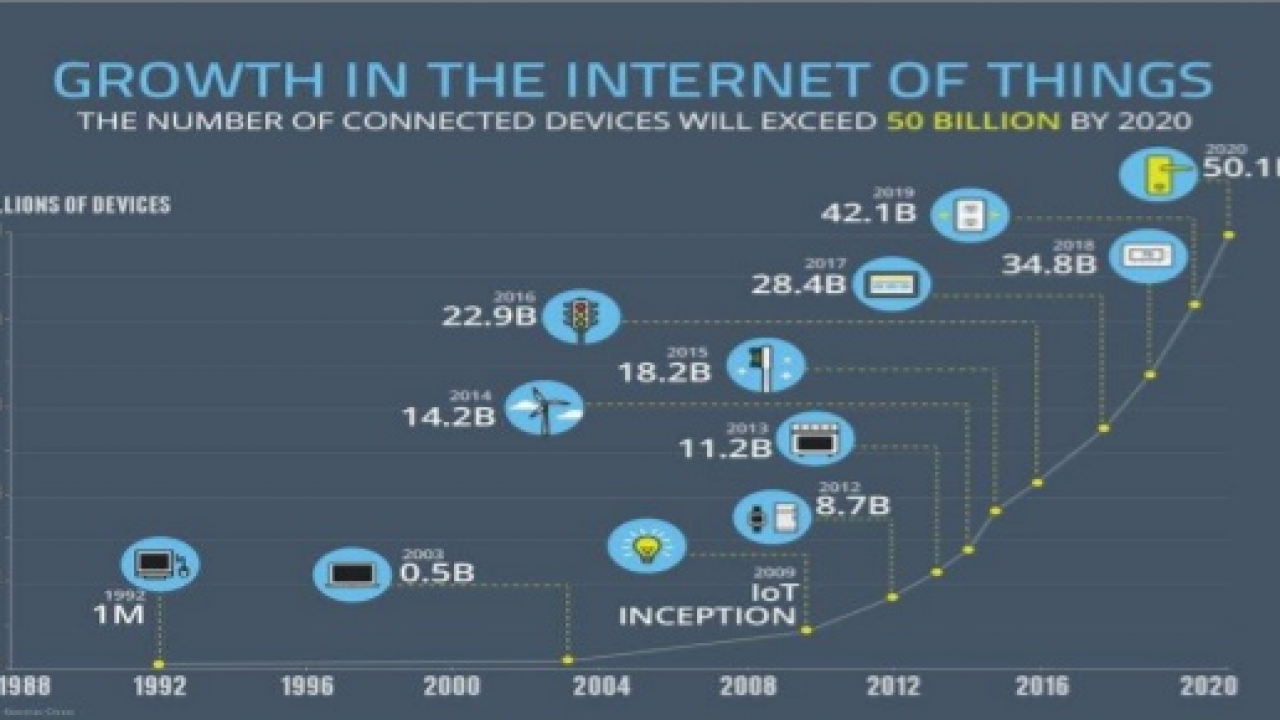 GROWTH IN THE INTERNET OF THINGS
THE NUMBER OF CONNECTED DEVICES WILL EXCEED 50 BILLION BY 2020
LLIONS OF DEVICES
2020
50.1
2019
42.1B
2018
34.8B
2017
28.4B
2016
22.9B
2015
18.2B
2014
14.2B
2013
11.2B
2012
8.7B
2009
IoT
INCEPTION
2003
0.5B
1992
1M
1988 1992 1996 2000 2004 2008 2012 2016 2020